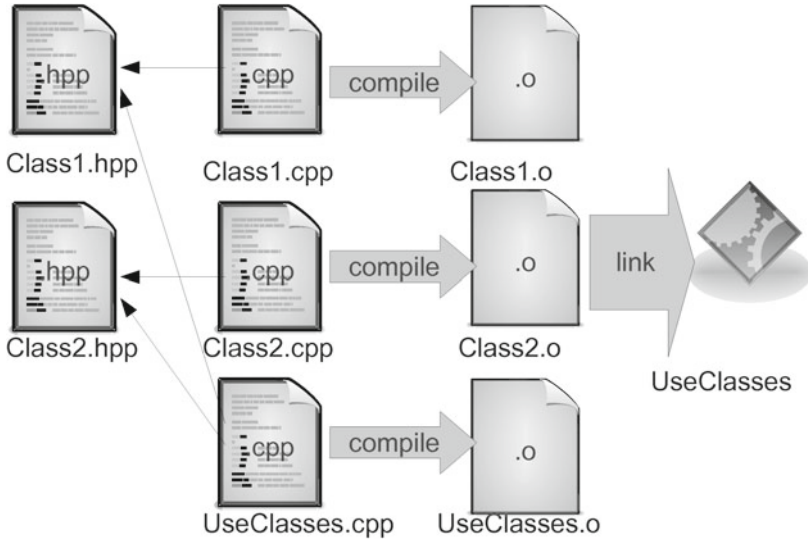 hpp
cpp
compile
.o
Class1.hpp
Class1.cpp
Class1.o
hpp
cpp
compile
.o
link
Class2.hpp
Class2.cpp
Class2.o
UseClasses
cpp
compile
.o
UseClasses.cpp
UseClasses.o